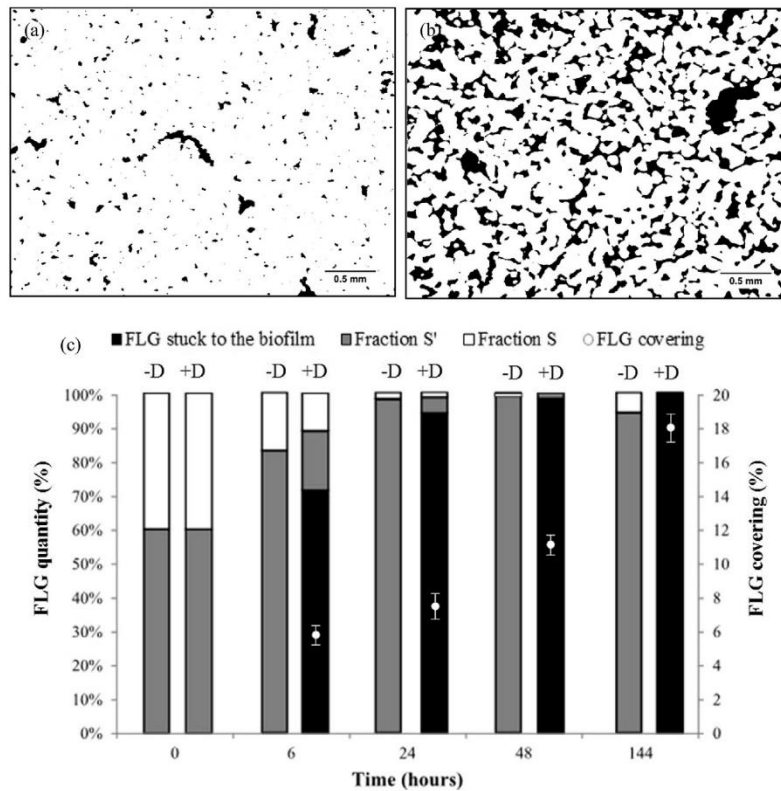 (a)
0.5 mm
(b)
0.5 mm
(c)
FLG stuck to the biofilm Fraction S' Fraction S FLG covering
-D +D -D +D -D +D -D +D -D +D
100% 20
90% 18
80% 16
70% 14
60% 12
50% 10
40% 8
30% 6
20% 4
10% 2
0% 0
FLG quantity (%)
FLG covering (%)
0 6 24 48 144
Time (hours)